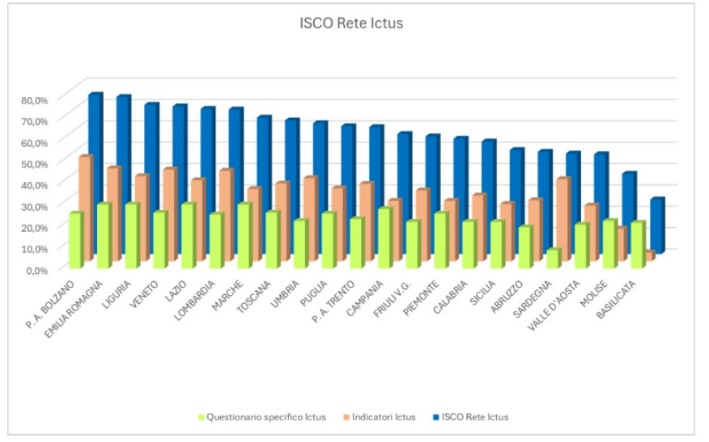 ISCO Rete Ictus
80,0%
70,0%
60,0%
50,0%
40,0%
30,0%
20,0%
10,0%
0,0%
P. A. BOLZANO
EMILIA ROMAGNA
LIGURIA
VENETO
LAZIO
LOMBARDIA
MARCHE
TOSCANA
UMBRIA
PUGLIA
P. A. TRENTO
CAMPANIA
FRIULI V.G.
PIEMONTE
CALABRIA
SICILIA
ABRUZZO
SARDEGNA
VALLE D'AOSTA
MOLISE
BASILICATA
Questionario specifico Ictus Indicatori Ictus ISCO Rete Ictus